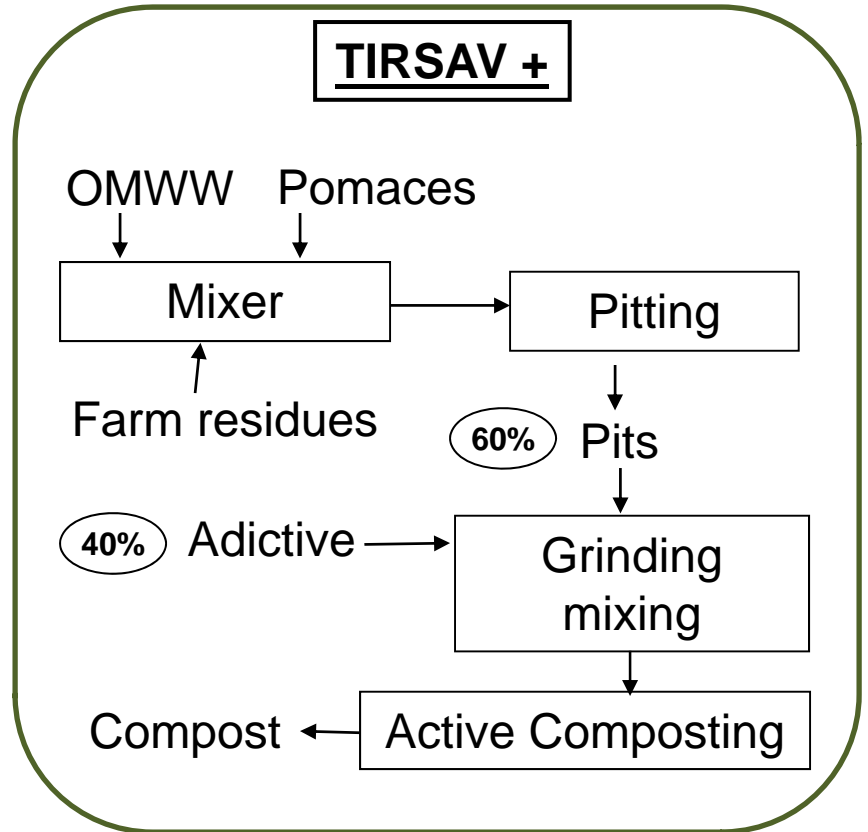 TIRSAV +
OMWW Pomaces
Mixer
Pitting
Farm residues
60% Pits
40% Adictive
Grinding
mixing
Compost
Active Composting